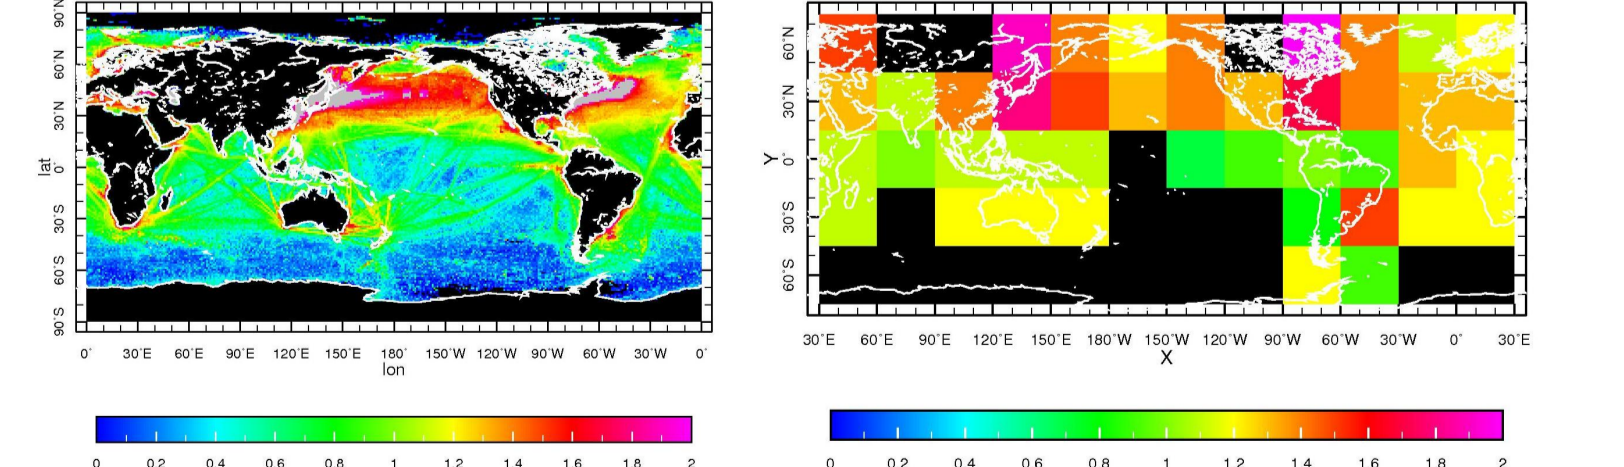 90˚N
60˚N
30˚N
0˚
30˚S
60˚S
90˚S
lat
0˚ 30˚E 60˚E 90˚E 120˚E 150˚E 180˚ 150˚W 120˚W 90˚W 60˚W 30˚W 0˚
lon
0 0.2 0.4 0.6 0.8 1 1.2 1.4 1.6 1.8 2
60˚N
30˚N
0˚
30˚S
60˚S
Y
30˚E 60˚E 90˚E 120˚E 150˚E 180˚W 150˚W 120˚W 90˚W 60˚W 30˚W 0˚ 30˚E
X
0 0.2 0.4 0.6 0.8 1 1.2 1.4 1.6 1.8 2